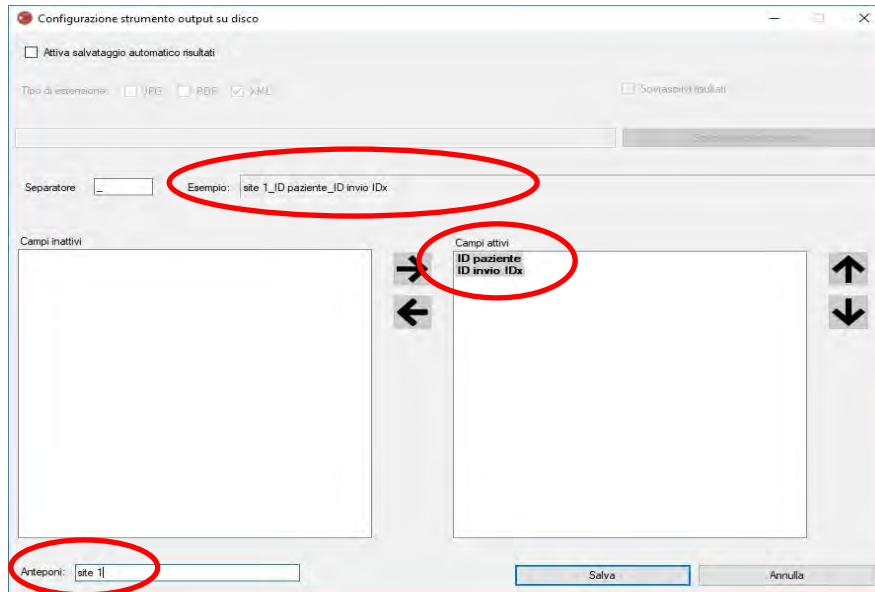 Configurazione strumento output su disco
Attiva salvataggio automatico risultati
Tipo di estensione: JPG PDF XML Sovrascrivi risultati
Separatore _ Esempio: site 1_ID paziente_ID invio IDx
Campi inattivi Campi attivi
ID paziente
ID invio IDx
Anteponi: site 1 Salva Annulla